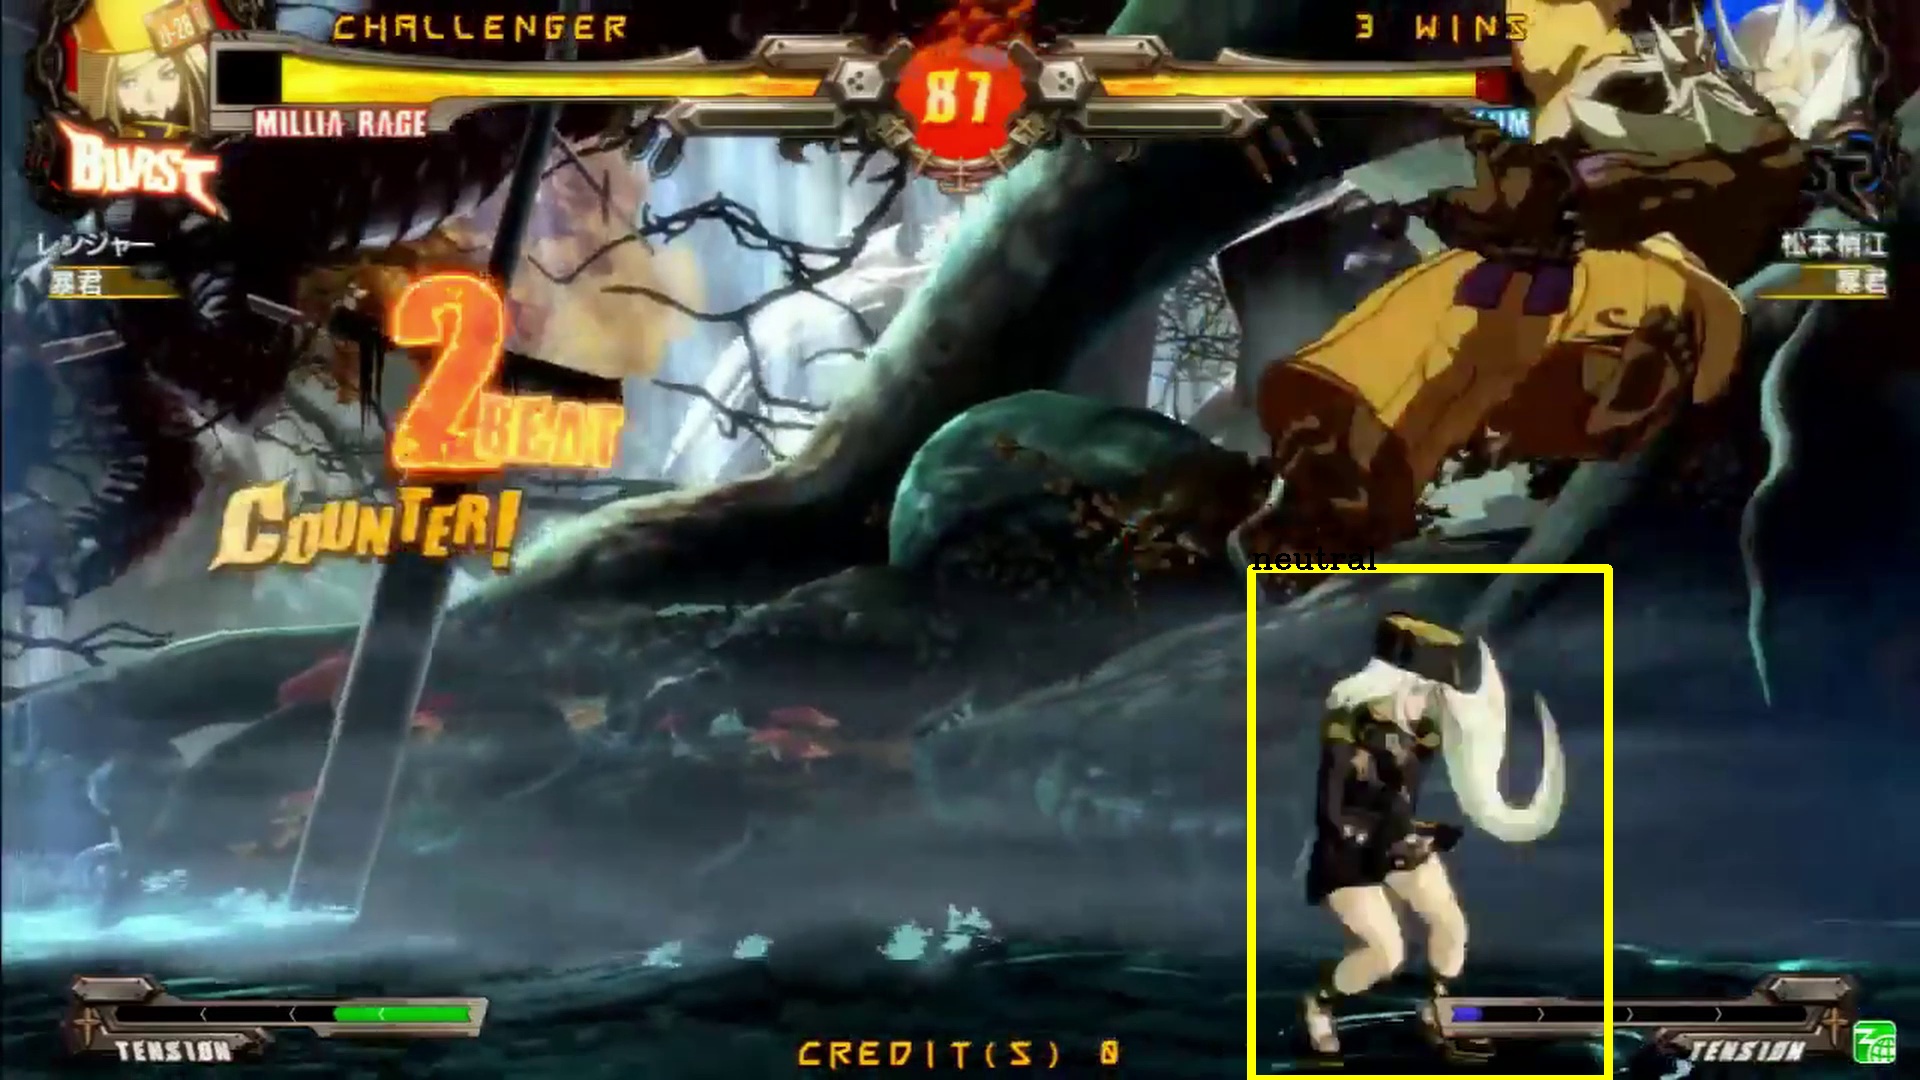 CHALLENGER
3 WINS
87
MILLIA RAGE
BURST
レンジャー
暴君
松本梢江
暴君
2 BEAT
COUNTER!
neutral
TENSION
CREDIT(S) 0
TENSION